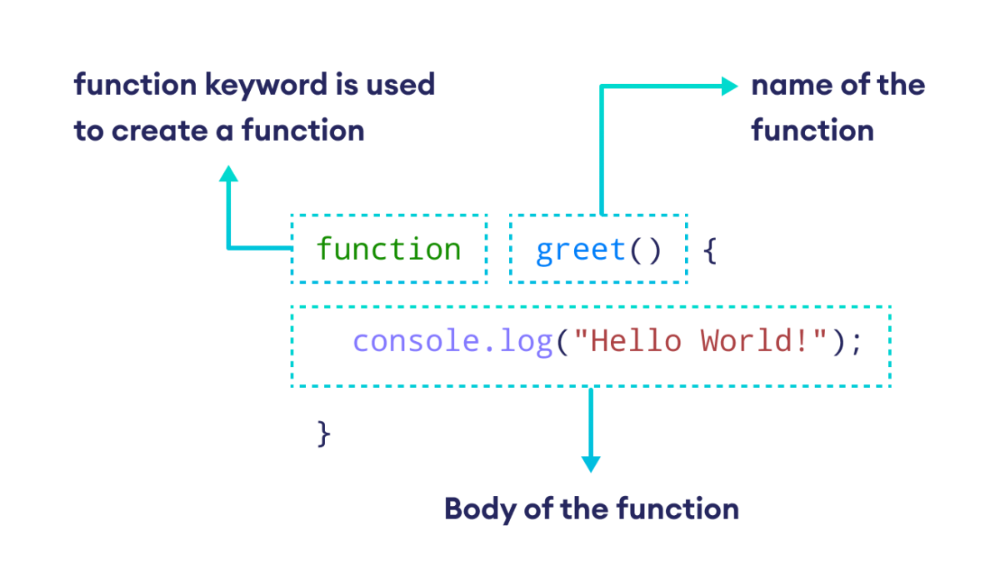 function keyword is used
to create a function
name of the
function
function greet() {
console.log("Hello World!");
}
Body of the function